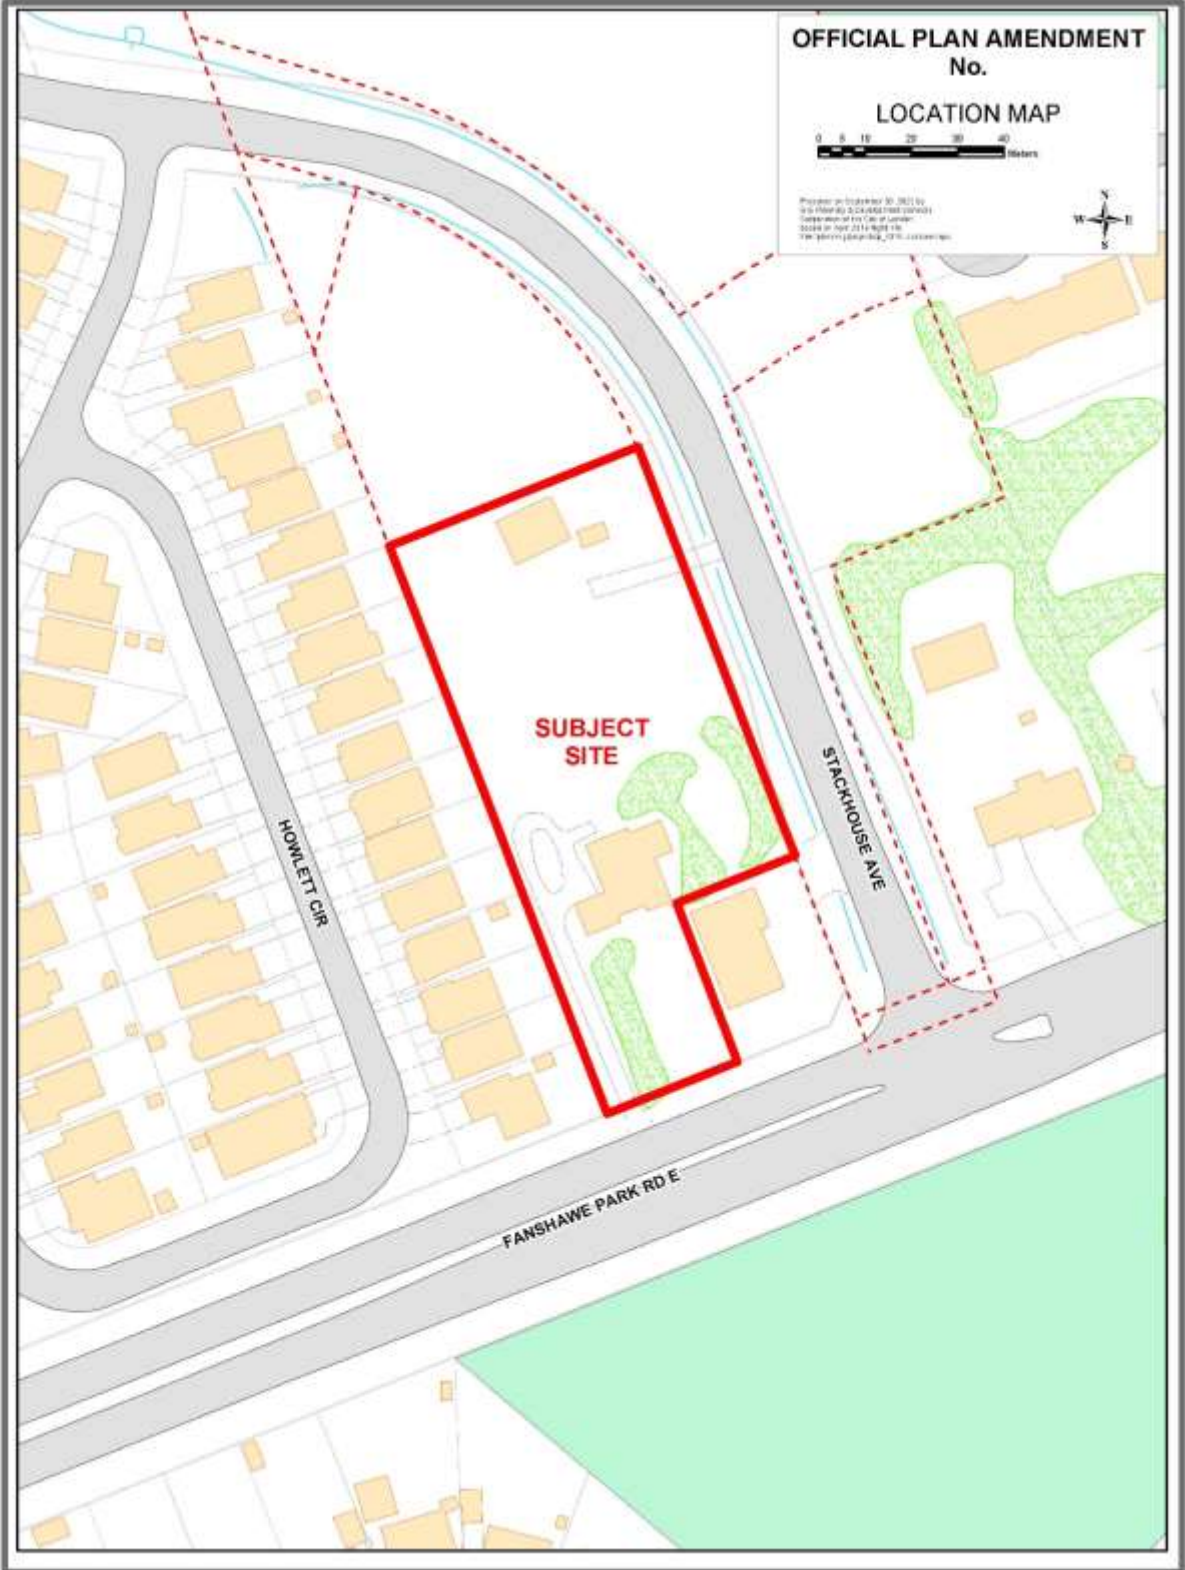 OFFICIAL PLAN AMENDMENT
No.
LOCATION MAP
0 5 10 20 30 40
Meters
N
W E
S
SUBJECT
SITE
STACKHOUSE AVE
HOWLETT CIR
FANSHAWE PARK RD E